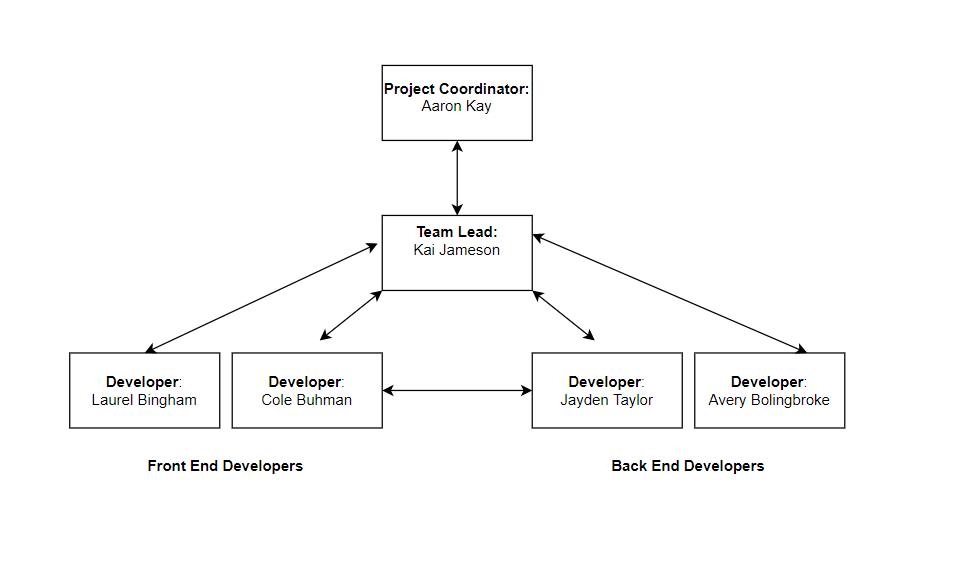 Project Coordinator:
Aaron Kay
Team Lead:
Kai Jameson
Developer:
Laurel Bingham
Developer:
Cole Buhman
Developer:
Jayden Taylor
Developer:
Avery Bolingbroke
Front End Developers
Back End Developers